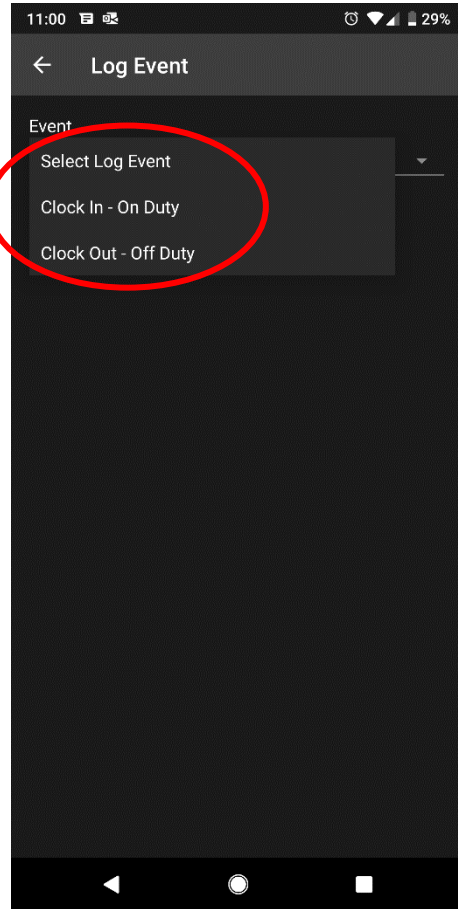 11:00 29%
Log Event
Event
Select Log Event
Clock In - On Duty
Clock Out - Off Duty